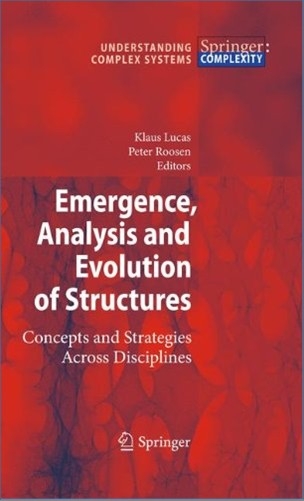 UNDERSTANDING
COMPLEX SYSTEMS
Springer:
COMPLEXITY
Klaus Lucas
Peter Roosen
Editors
Emergence,
Analysis and
Evolution
of Structures
Concepts and Strategies
Across Disciplines
Springer